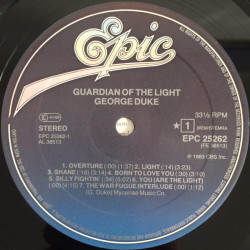 Epic
GUARDIAN OF THE LIGHT
GEORGE DUKE
STEREO
EPC 25262-1
AL 38513
33⅓ RPM
1
BIEM/STEMRA
EPC 25262
(FE 38513)
℗ 1983 CBS INC
1. OVERTURE (00:)(1:37) 2. LIGHT (14:)(3:23)
3. SHANE (16:)(3:14) 4. BORN TO LOVE YOU (30:)(3:10)
5. SILLY FIGHTIN' (34:)(5:07) 6. YOU (ARE THE LIGHT)
(00:)(4:15) 7. THE WAR FUGUE INTERLUDE (00:)(1:12)
(G. Duke) Mycenae Music Co.